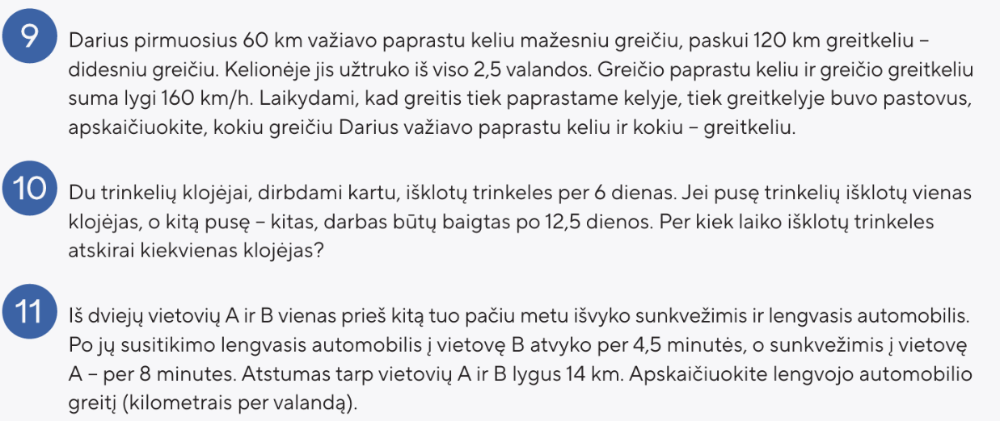 9
Darius pirmuosius 60 km važiavo paprastu keliu mažesniu greičiu, paskui 120 km greitkeliu –
didesniu greičiu. Kelionėje jis užtruko iš viso 2,5 valandos. Greičio paprastu keliu ir greičio greitkeliu
suma lygi 160 km/h. Laikydami, kad greitis tiek paprastame kelyje, tiek greitkelyje buvo pastovus,
apskaičiuokite, kokiu greičiu Darius važiavo paprastu keliu ir kokiu – greitkeliu.
10
Du trinkelių klojėjai, dirbdami kartu, išklotų trinkeles per 6 dienas. Jei pusę trinkelių išklotų vienas
klojėjas, o kitą pusę – kitas, darbas būtų baigtas po 12,5 dienos. Per kiek laiko išklotų trinkeles
atskirai kiekvienas klojėjas?
11
Iš dviejų vietovių A ir B vienas prieš kitą tuo pačiu metu išvyko sunkvežimis ir lengvasis automobilis.
Po jų susitikimo lengvasis automobilis į vietovę B atvyko per 4,5 minutės, o sunkvežimis į vietovę
A – per 8 minutes. Atstumas tarp vietovių A ir B lygus 14 km. Apskaičiuokite lengvojo automobilio
greitį (kilometrais per valandą).